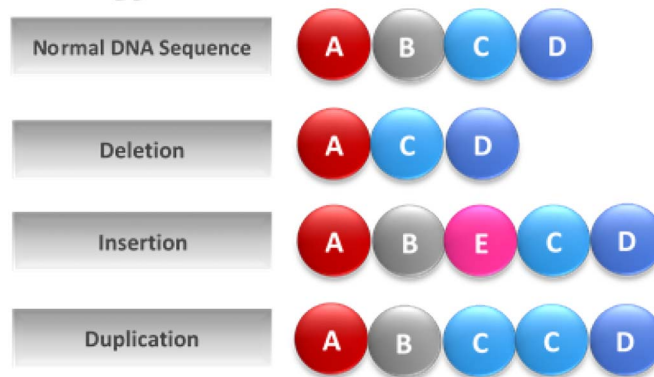 Normal DNA Sequence A B C D
Deletion A C D
Insertion A B E C D
Duplication A B C C D